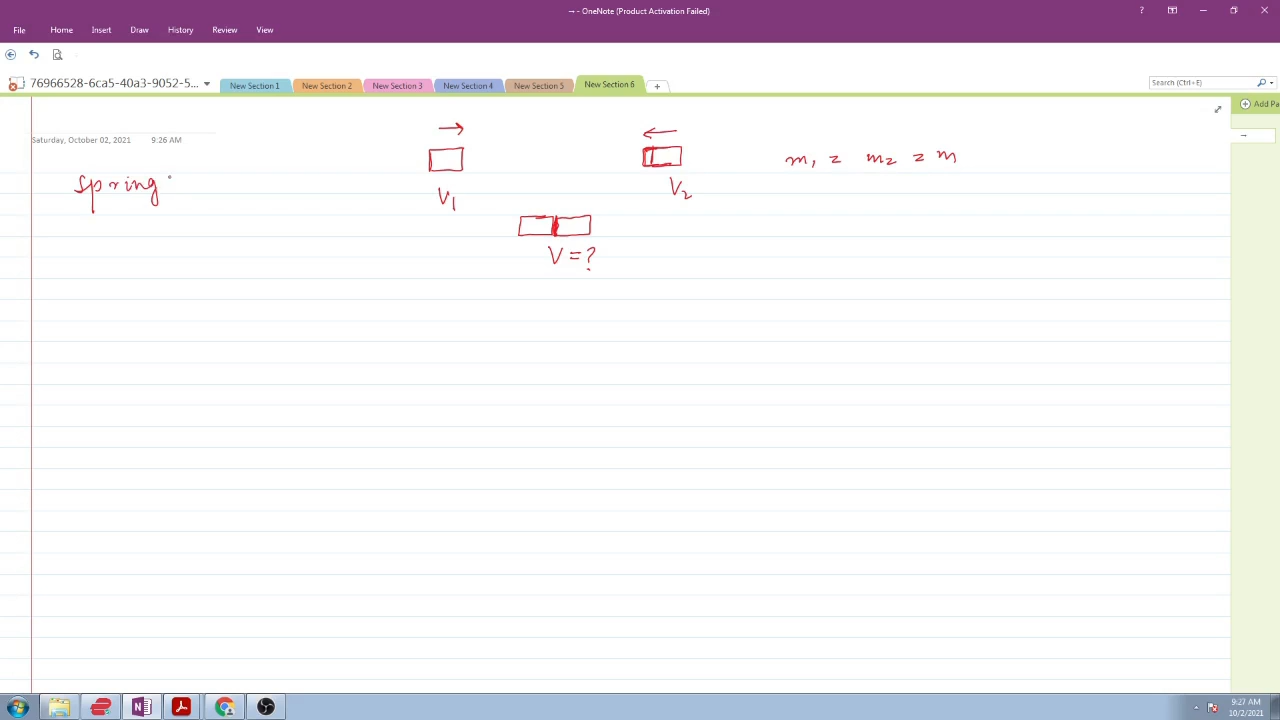 → - OneNote (Product Activation Failed)
File Home Insert Draw History Review View
76966528-6ca5-40a3-9052-5... New Section 1 New Section 2 New Section 3 New Section 4 New Section 5 New Section 6
Search (Ctrl+E)
Add Pa
→
Saturday, October 02, 2021 9:26 AM
→ ←
m1 = m2 = m
spring
V1 V2
V = ?
9:27 AM
10/2/2021